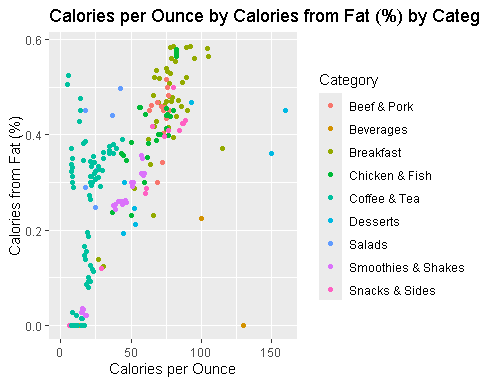 Calories per Ounce by Calories from Fat (%) by Categ
0.6
0.4
0.2
0.0
Calories from Fat (%)
0
50
100
150
Calories per Ounce
Category
Beef & Pork
Beverages
Breakfast
Chicken & Fish
Coffee & Tea
Desserts
Salads
Smoothies & Shakes
Snacks & Sides